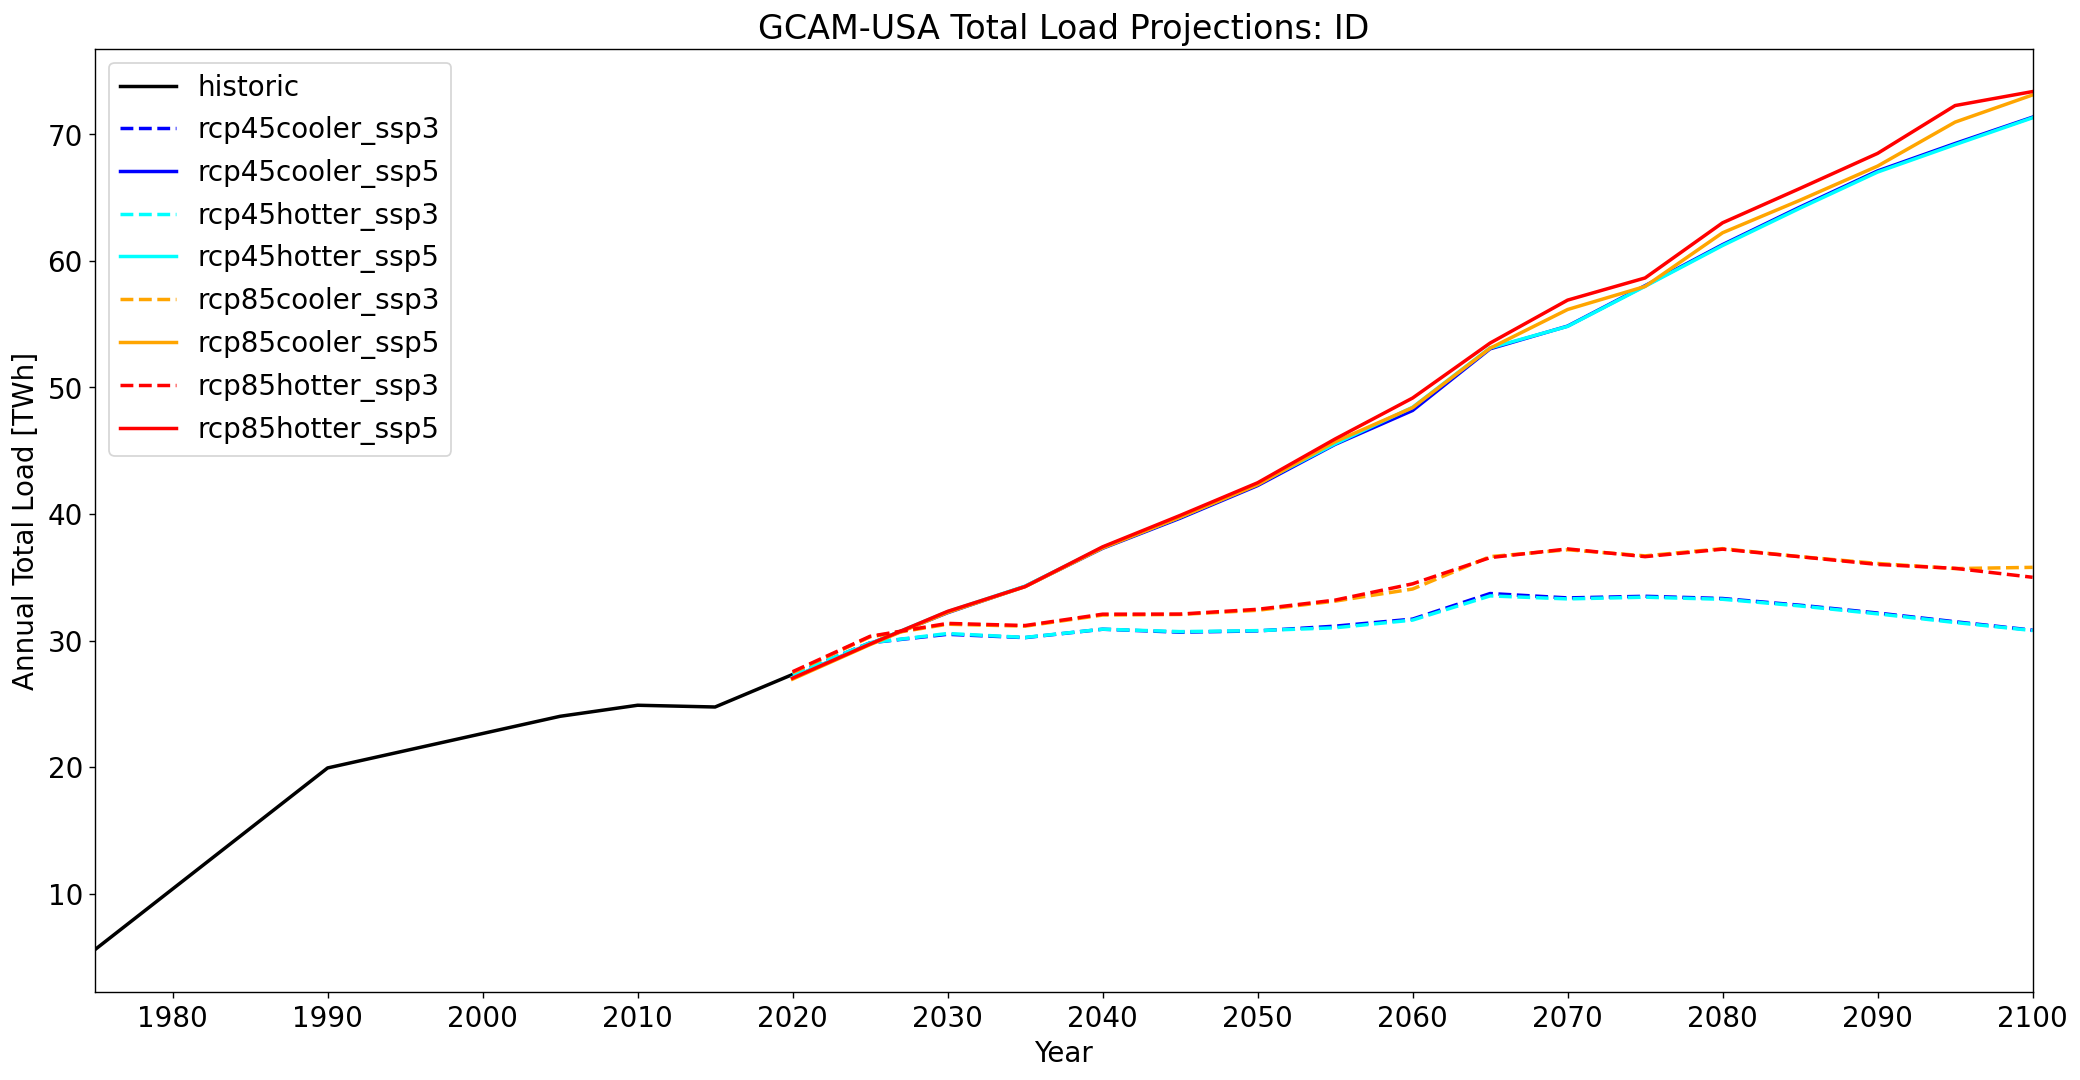 GCAM-USA Total Load Projections: ID
historic
rcp45cooler_ssp3
rcp45cooler_ssp5
rcp45hotter_ssp3
rcp45hotter_ssp5
rcp85cooler_ssp3
rcp85cooler_ssp5
rcp85hotter_ssp3
rcp85hotter_ssp5
Annual Total Load [TWh]
70
60
50
40
30
20
10
1980 1990 2000 2010 2020 2030 2040 2050 2060 2070 2080 2090 2100
Year